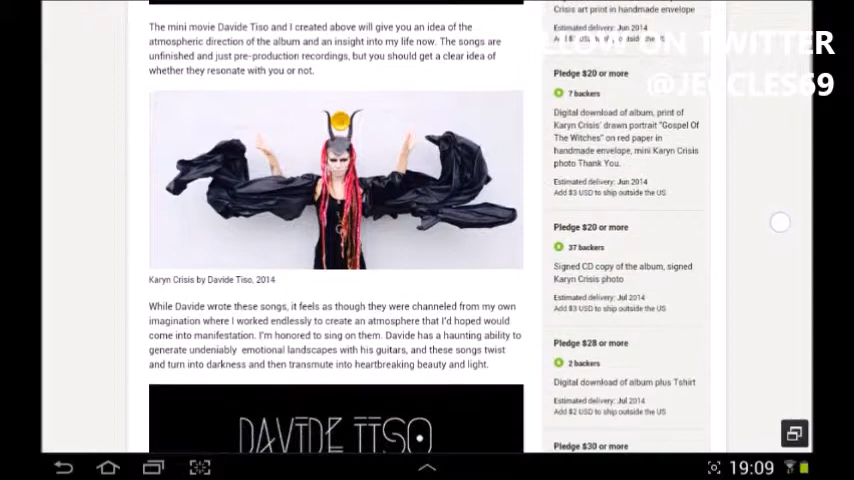 The mini movie Davide Tiso and I created above will give you an idea of the
atmospheric direction of the album and an insight into my life now. The songs are
unfinished and just pre-production recordings, but you should get a clear idea of
whether they resonate with you or not.
Karyn Crisis by Davide Tiso, 2014
While Davide wrote these songs, it feels as though they were channeled from my own
imagination where I worked endlessly to create an atmosphere that I'd hoped would
come into manifestation. I'm honored to sing on them. Davide has a haunting ability to
generate undeniably emotional landscapes with his guitars, and these songs twist
and turn into darkness and then transmute into heartbreaking beauty and light.
DAVIDE TISO
Crisis art print in handmade envelope
Estimated delivery: Jun 2014
ON TWITTER
@JECCLES69
Pledge $20 or more
7 backers
Digital download of album, print of
Karyn Crisis' drawn portrait "Gospel Of
The Witches" on red paper in
handmade envelope, mini Karyn Crisis
photo Thank You.
Estimated delivery: Jun 2014
Add $3 USD to ship outside the US
Pledge $20 or more
37 backers
Signed CD copy of the album, signed
Karyn Crisis photo
Estimated delivery: Jul 2014
Add $3 USD to ship outside the US
Pledge $28 or more
2 backers
Digital download of album plus Tshirt
Estimated delivery: Jul 2014
Add $2 USD to ship outside the US
Pledge $30 or more
19:09